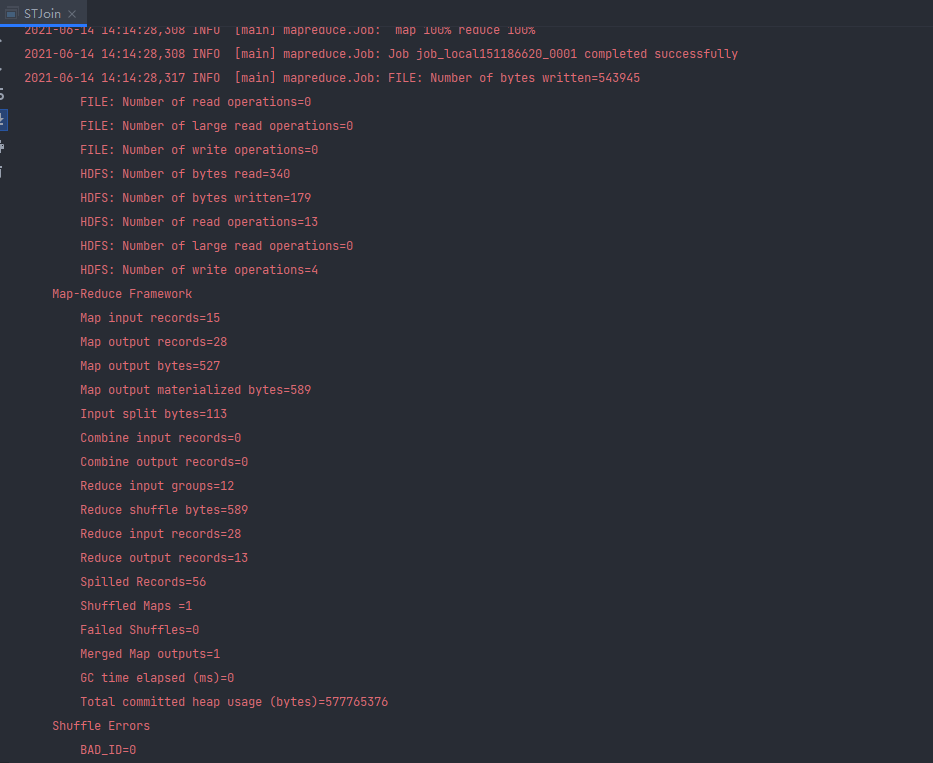 STJoin
2021-06-14 14:14:28,308 INFO  [main] mapreduce.Job:  map 100% reduce 100%
2021-06-14 14:14:28,308 INFO  [main] mapreduce.Job: Job job_local151186620_0001 completed successfully
2021-06-14 14:14:28,317 INFO  [main] mapreduce.Job: FILE: Number of bytes written=543945
FILE: Number of read operations=0
FILE: Number of large read operations=0
FILE: Number of write operations=0
HDFS: Number of bytes read=340
HDFS: Number of bytes written=179
HDFS: Number of read operations=13
HDFS: Number of large read operations=0
HDFS: Number of write operations=4
Map-Reduce Framework
Map input records=15
Map output records=28
Map output bytes=527
Map output materialized bytes=589
Input split bytes=113
Combine input records=0
Combine output records=0
Reduce input groups=12
Reduce shuffle bytes=589
Reduce input records=28
Reduce output records=13
Spilled Records=56
Shuffled Maps =1
Failed Shuffles=0
Merged Map outputs=1
GC time elapsed (ms)=0
Total committed heap usage (bytes)=577765376
Shuffle Errors
BAD_ID=0